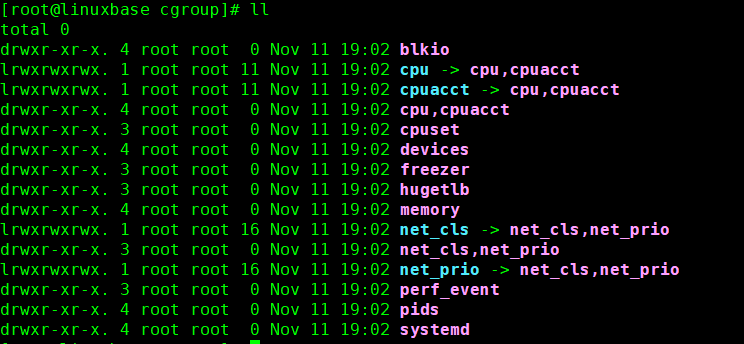 [root@linuxbase cgroup]# ll
total 0
drwxr-xr-x. 4 root root  0 Nov 11 19:02 blkio
lrwxrwxrwx. 1 root root 11 Nov 11 19:02 cpu -> cpu,cpuacct
lrwxrwxrwx. 1 root root 11 Nov 11 19:02 cpuacct -> cpu,cpuacct
drwxr-xr-x. 4 root root  0 Nov 11 19:02 cpu,cpuacct
drwxr-xr-x. 3 root root  0 Nov 11 19:02 cpuset
drwxr-xr-x. 4 root root  0 Nov 11 19:02 devices
drwxr-xr-x. 3 root root  0 Nov 11 19:02 freezer
drwxr-xr-x. 3 root root  0 Nov 11 19:02 hugetlb
drwxr-xr-x. 4 root root  0 Nov 11 19:02 memory
lrwxrwxrwx. 1 root root 16 Nov 11 19:02 net_cls -> net_cls,net_prio
drwxr-xr-x. 3 root root  0 Nov 11 19:02 net_cls,net_prio
lrwxrwxrwx. 1 root root 16 Nov 11 19:02 net_prio -> net_cls,net_prio
drwxr-xr-x. 3 root root  0 Nov 11 19:02 perf_event
drwxr-xr-x. 4 root root  0 Nov 11 19:02 pids
drwxr-xr-x. 4 root root  0 Nov 11 19:02 systemd